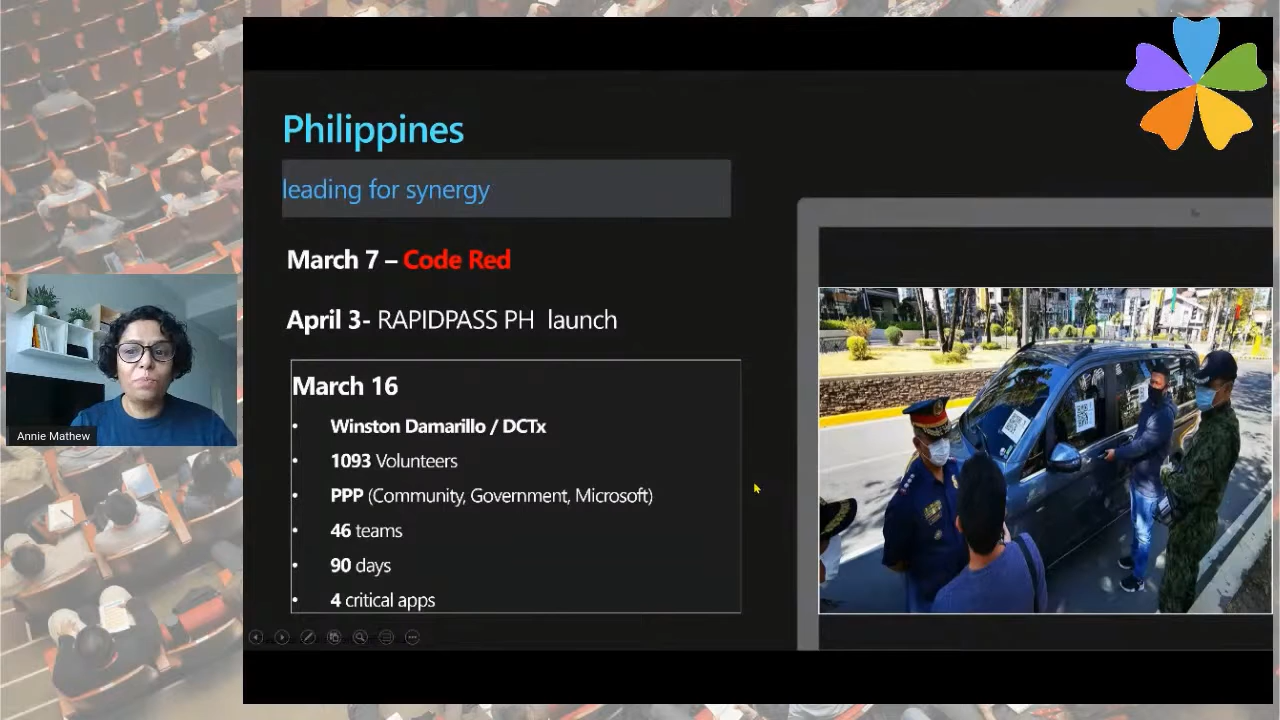 Philippines
leading for synergy
March 7 – Code Red
April 3- RAPIDPASS PH launch
March 16
• Winston Damarillo / DCTx
• 1093 Volunteers
• PPP (Community, Government, Microsoft)
• 46 teams
• 90 days
• 4 critical apps
Annie Mathew